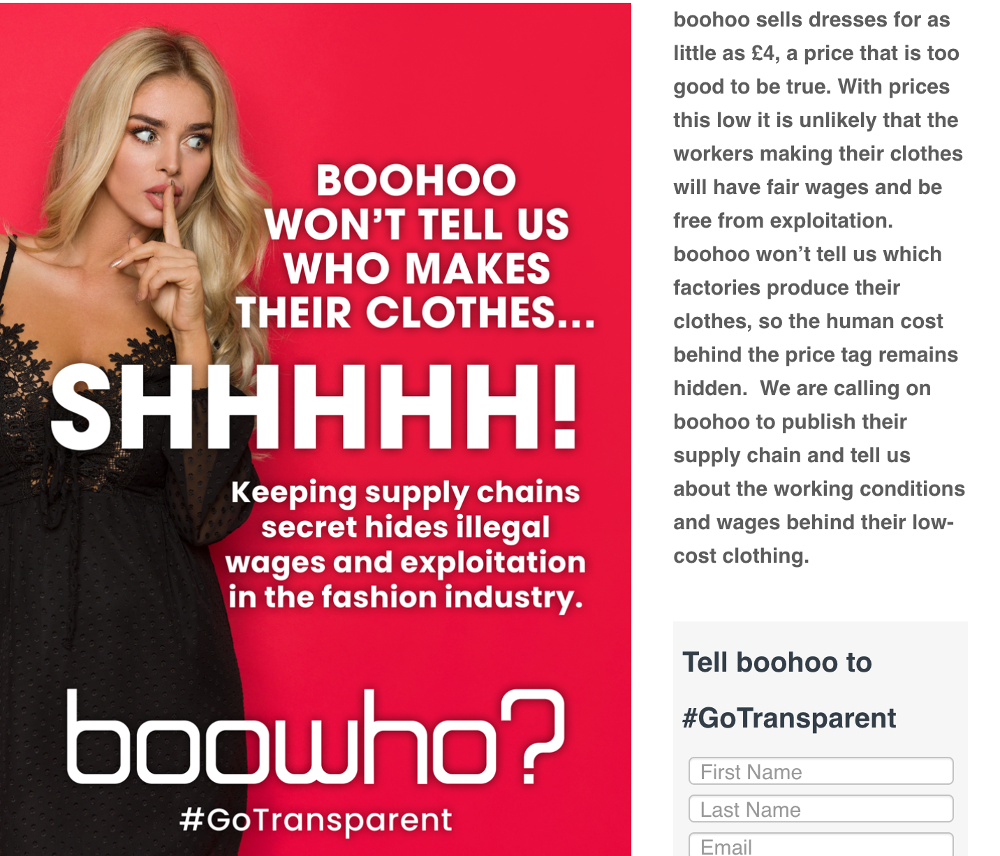 BOOHOO
WON’T TELL US
WHO MAKES
THEIR CLOTHES...
SHHHHH!
Keeping supply chains
secret hides illegal
wages and exploitation
in the fashion industry.
boowho?
#GoTransparent
boohoo sells dresses for as
little as £4, a price that is too
good to be true. With prices
this low it is unlikely that the
workers making their clothes
will have fair wages and be
free from exploitation.
boohoo won’t tell us which
factories produce their
clothes, so the human cost
behind the price tag remains
hidden.  We are calling on
boohoo to publish their
supply chain and tell us
about the working conditions
and wages behind their low-
cost clothing.
Tell boohoo to
#GoTransparent
First Name
Last Name
Email